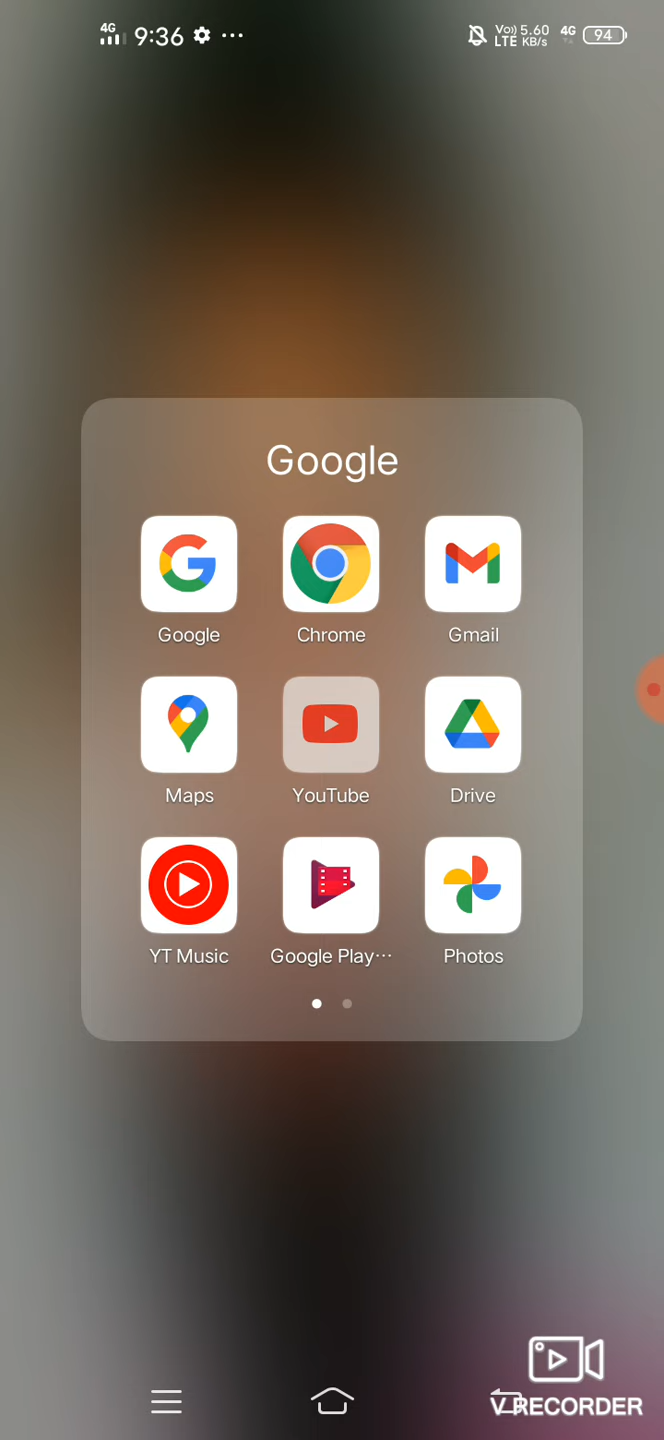 4G 9:36 ··· Vo)) LTE 5.60 KB/s 4G 94
Google
Google Chrome Gmail
Maps YouTube Drive
YT Music Google Play··· Photos
V RECORDER